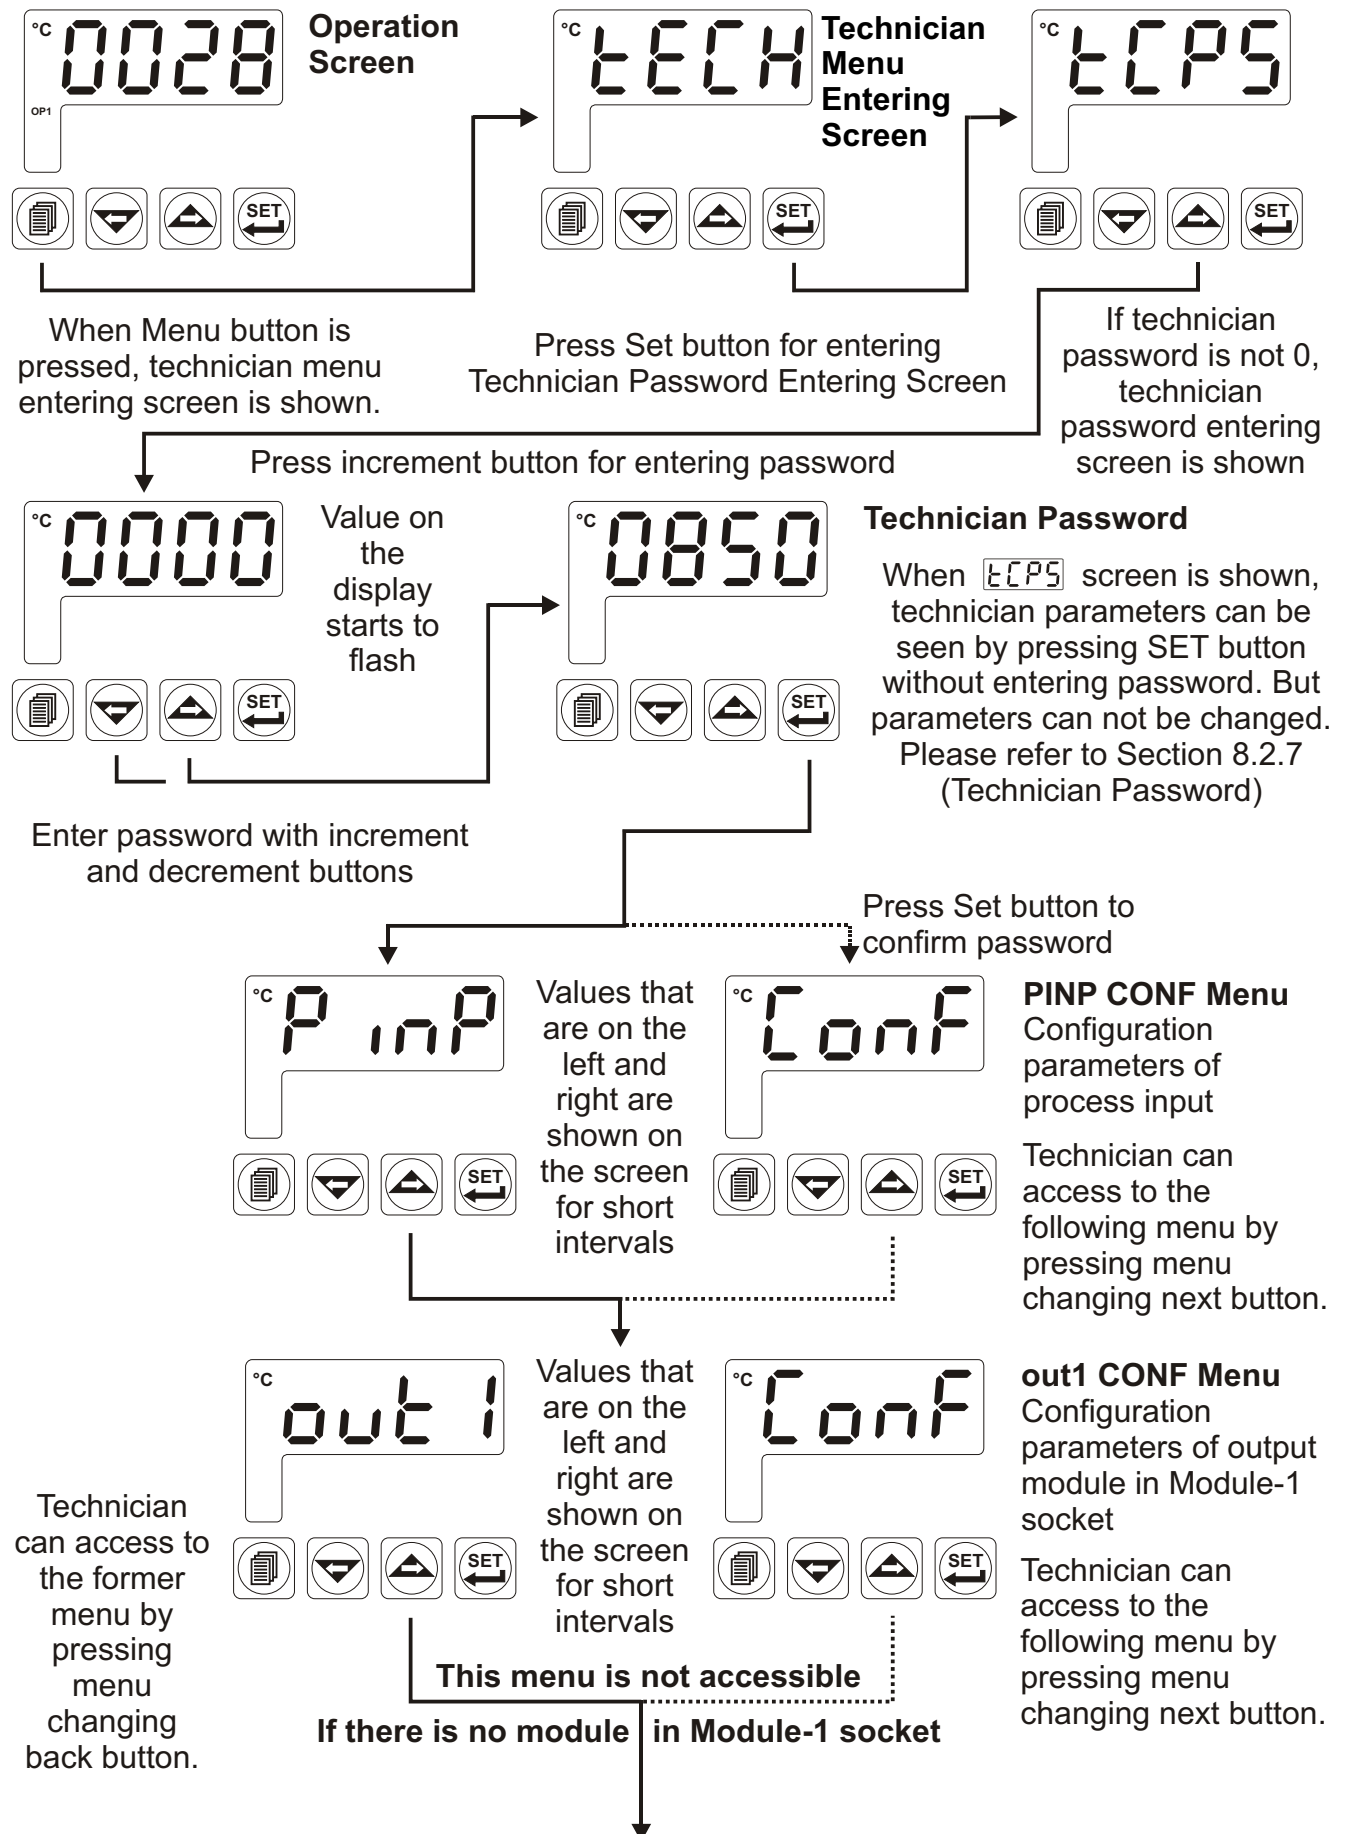 °C 0028
OP1
Operation
Screen
°C tECH
Technician
Menu
Entering
Screen
°C tCPS
SET
SET
SET
When Menu button is
pressed, technician menu
entering screen is shown.
Press Set button for entering
Technician Password Entering Screen
If technician
password is not 0,
technician
password entering
screen is shown
Press increment button for entering password
°C 0000
Value on
the
display
starts to
flash
°C 0850
SET
SET
Technician Password
When tCPS screen is shown,
technician parameters can be
seen by pressing SET button
without entering password. But
parameters can not be changed.
Please refer to Section 8.2.7
(Technician Password)
Enter password with increment
and decrement buttons
Press Set button to
confirm password
°C PinP
Values that
are on the
left and
right are
shown on
the screen
for short
intervals
°C ConF
SET
SET
PINP CONF Menu
Configuration
parameters of
process input
Technician can
access to the
following menu by
pressing menu
changing next button.
°C out1
Values that
are on the
left and
right are
shown on
the screen
for short
intervals
°C ConF
SET
SET
out1 CONF Menu
Configuration
parameters of output
module in Module-1
socket
Technician can
access to the
following menu by
pressing menu
changing next button.
Technician
can access to
the former
menu by
pressing
menu
changing
back button.
This menu is not accessible
If there is no module in Module-1 socket